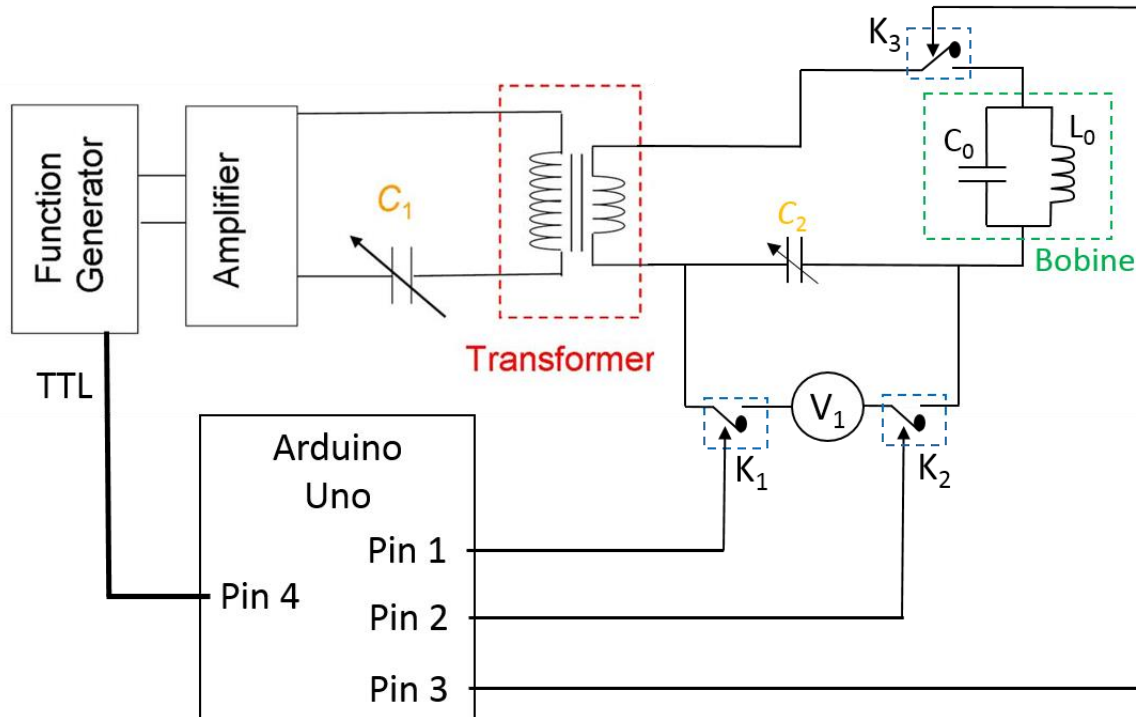 K₃
Function
Generator
Amplifier
C₁
Transformer
C₂
C₀
L₀
Bobine
TTL
V₁
K₁
K₂
Arduino
Uno
Pin 1
Pin 4
Pin 2
Pin 3